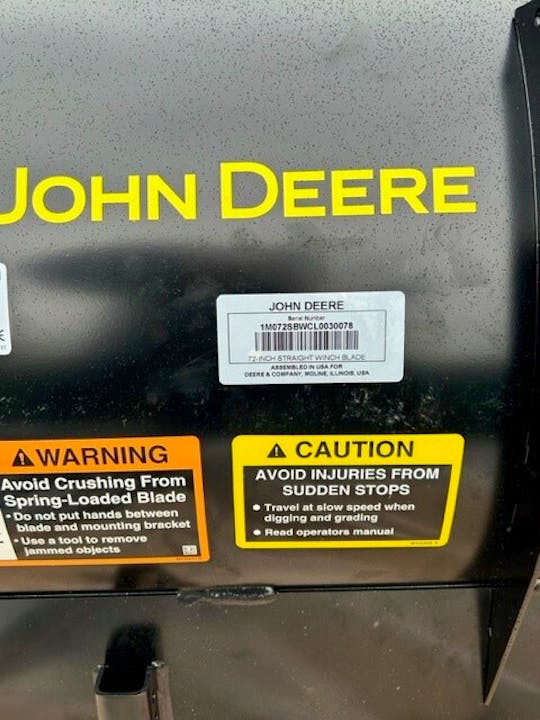 JOHN DEERE
JOHN DEERE
Serial Number
1M072SBWCL0030078
72-INCH STRAIGHT WINCH BLADE
ASSEMBLED IN USA FOR
DEERE & COMPANY, MOLINE, ILLINOIS, USA
WARNING
Avoid Crushing From
Spring-Loaded Blade
• Do not put hands between
blade and mounting bracket
• Use a tool to remove
jammed objects
CAUTION
AVOID INJURIES FROM
SUDDEN STOPS
• Travel at slow speed when
digging and grading
• Read operators manual